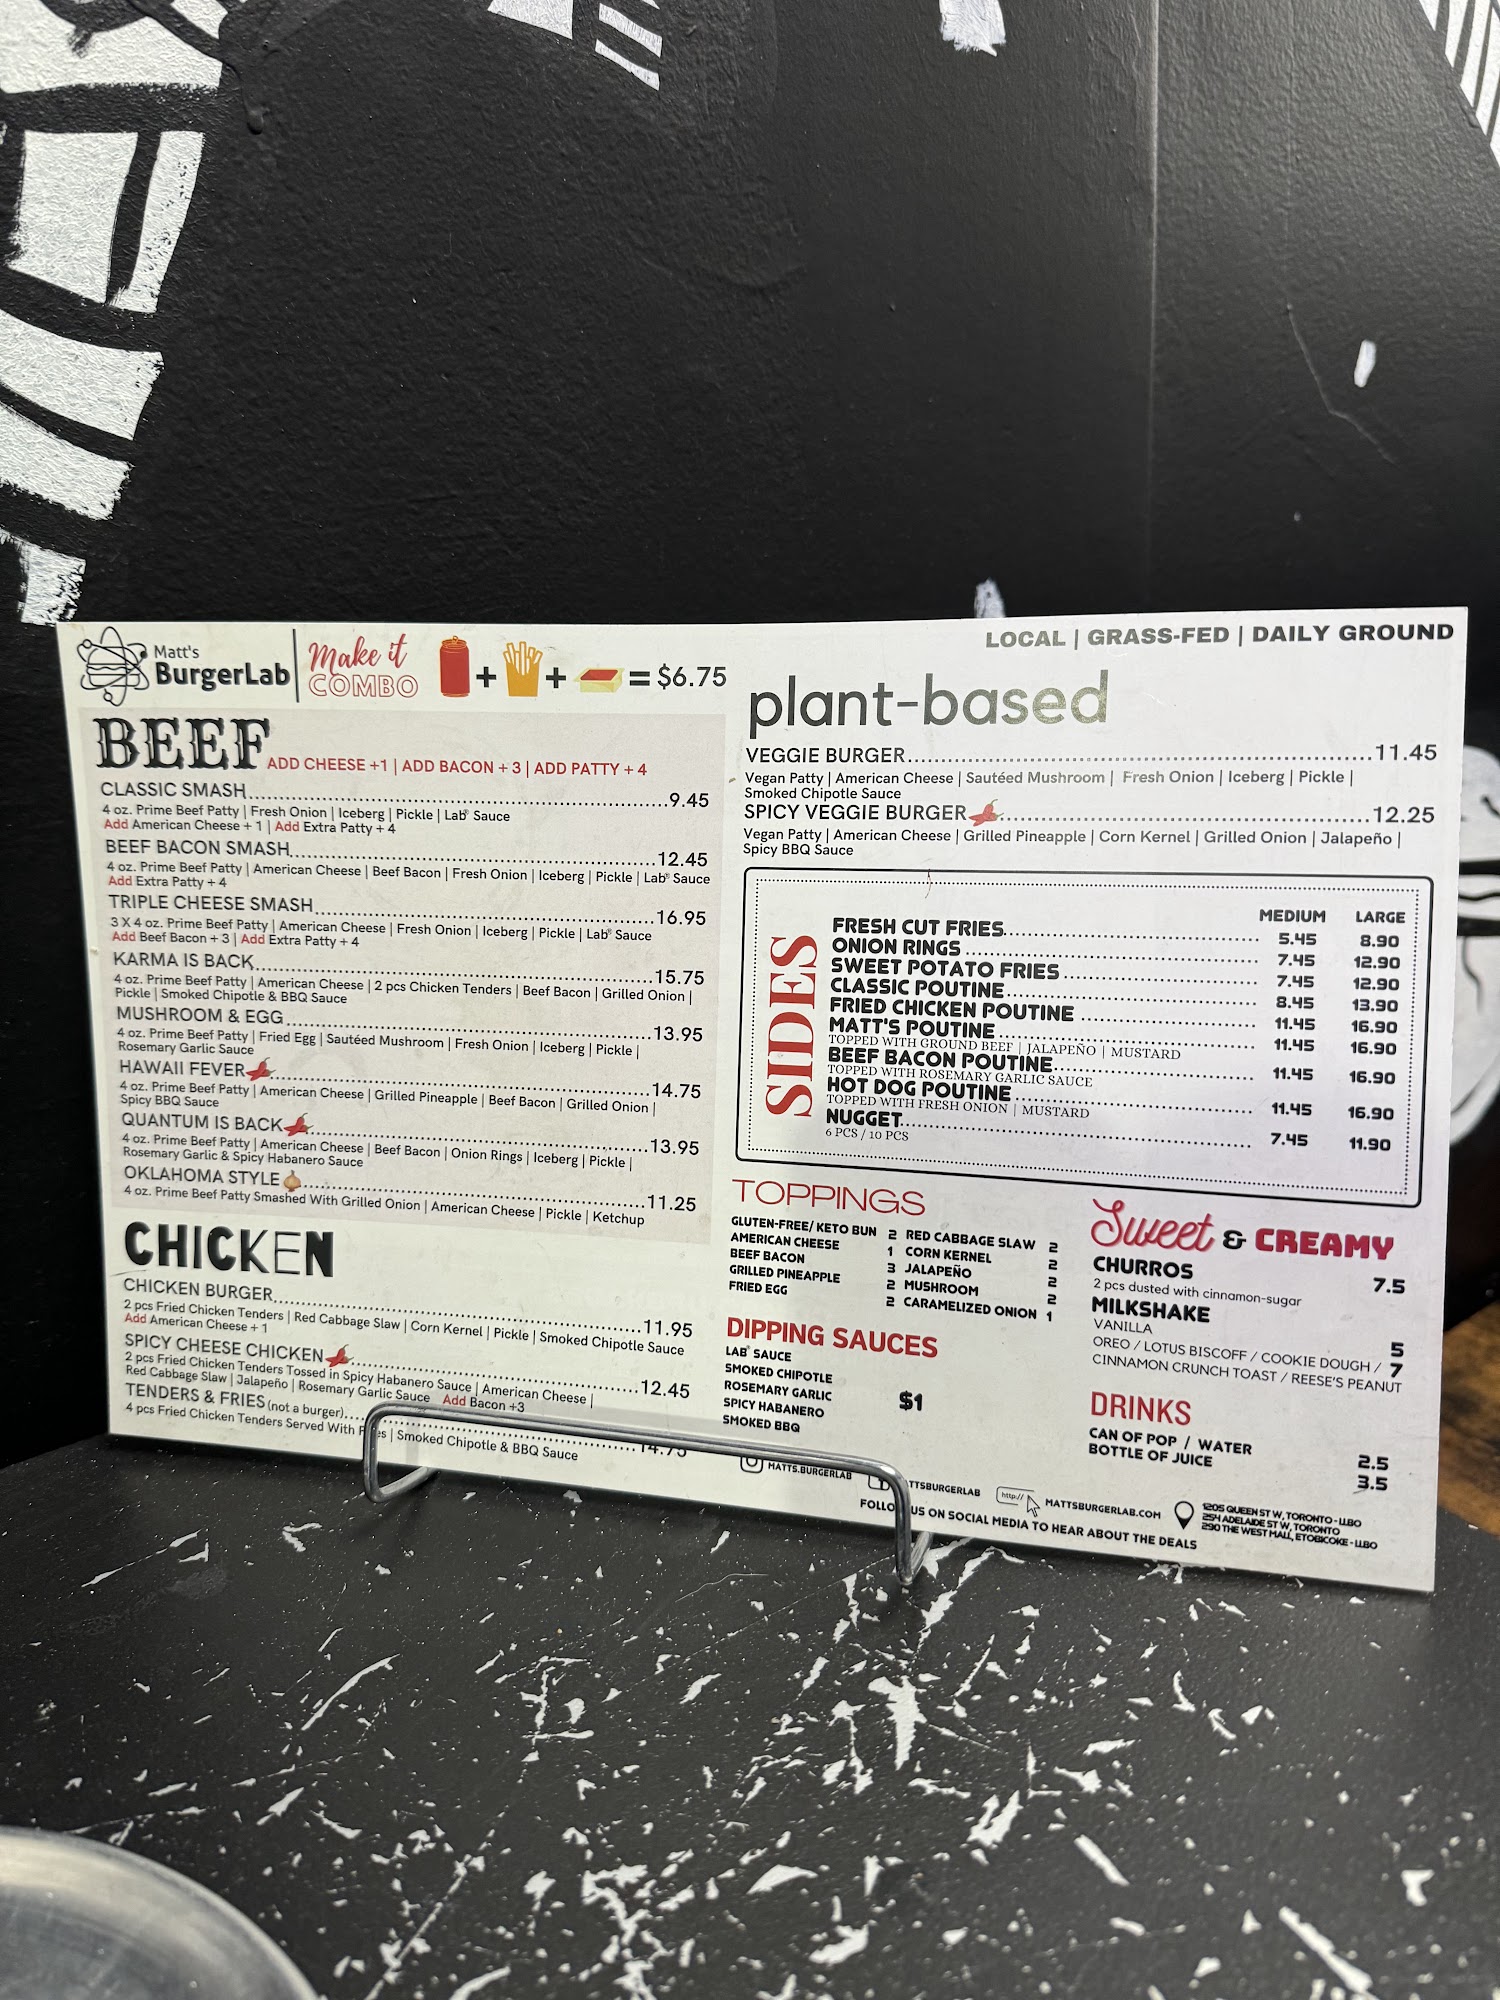 Matt's
BurgerLab
Make it
COMBO
+ + = $6.75
BEEF
ADD CHEESE +1 | ADD BACON + 3 | ADD PATTY + 4
CLASSIC SMASH 9.45
4 oz. Prime Beef Patty | Fresh Onion | Iceberg | Pickle | Lab® Sauce
Add American Cheese + 1 | Add Extra Patty + 4
BEEF BACON SMASH 12.45
4 oz. Prime Beef Patty | American Cheese | Beef Bacon | Fresh Onion | Iceberg | Pickle | Lab® Sauce
Add Extra Patty + 4
TRIPLE CHEESE SMASH 16.95
3 X 4 oz. Prime Beef Patty | American Cheese | Fresh Onion | Iceberg | Pickle | Lab® Sauce
Add Beef Bacon + 3 | Add Extra Patty + 4
KARMA IS BACK 15.75
4 oz. Prime Beef Patty | American Cheese | 2 pcs Chicken Tenders | Beef Bacon | Grilled Onion |
Pickle | Smoked Chipotle & BBQ Sauce
MUSHROOM & EGG 13.95
4 oz. Prime Beef Patty | Fried Egg | Sautéed Mushroom | Fresh Onion | Iceberg | Pickle |
Rosemary Garlic Sauce
HAWAII FEVER 14.75
4 oz. Prime Beef Patty | American Cheese | Grilled Pineapple | Beef Bacon | Grilled Onion |
Spicy BBQ Sauce
QUANTUM IS BACK 13.95
4 oz. Prime Beef Patty | American Cheese | Beef Bacon | Onion Rings | Iceberg | Pickle |
Rosemary Garlic & Spicy Habanero Sauce
OKLAHOMA STYLE 11.25
4 oz. Prime Beef Patty Smashed With Grilled Onion | American Cheese | Pickle | Ketchup
CHICKEN
CHICKEN BURGER 11.95
2 pcs Fried Chicken Tenders | Red Cabbage Slaw | Corn Kernel | Pickle | Smoked Chipotle Sauce
Add American Cheese + 1
SPICY CHEESE CHICKEN 12.45
2 pcs Fried Chicken Tenders Tossed in Spicy Habanero Sauce | American Cheese |
Red Cabbage Slaw | Jalapeño | Rosemary Garlic Sauce Add Bacon +3
TENDERS & FRIES (not a burger) 14.75
4 pcs Fried Chicken Tenders Served With Fries | Smoked Chipotle & BBQ Sauce
LOCAL | GRASS-FED | DAILY GROUND
plant-based
VEGGIE BURGER 11.45
Vegan Patty | American Cheese | Sautéed Mushroom | Fresh Onion | Iceberg | Pickle |
Smoked Chipotle Sauce
SPICY VEGGIE BURGER 12.25
Vegan Patty | American Cheese | Grilled Pineapple | Corn Kernel | Grilled Onion | Jalapeño |
Spicy BBQ Sauce
SIDES
MEDIUM LARGE
FRESH CUT FRIES 5.45 8.90
ONION RINGS 7.45 12.90
SWEET POTATO FRIES 7.45 12.90
CLASSIC POUTINE 8.45 13.90
FRIED CHICKEN POUTINE 11.45 16.90
MATT'S POUTINE 11.45 16.90
TOPPED WITH GROUND BEEF | JALAPEÑO | MUSTARD
BEEF BACON POUTINE 11.45 16.90
TOPPED WITH ROSEMARY GARLIC SAUCE
HOT DOG POUTINE 11.45 16.90
TOPPED WITH FRESH ONION | MUSTARD
NUGGET 7.45 11.90
6 PCS / 10 PCS
TOPPINGS
GLUTEN-FREE/ KETO BUN 2 RED CABBAGE SLAW 2
AMERICAN CHEESE 1 CORN KERNEL 2
BEEF BACON 3 JALAPEÑO 2
GRILLED PINEAPPLE 2 MUSHROOM 2
FRIED EGG 2 CARAMELIZED ONION 1
DIPPING SAUCES
LAB® SAUCE
SMOKED CHIPOTLE
ROSEMARY GARLIC $1
SPICY HABANERO
SMOKED BBQ
Sweet & CREAMY
CHURROS 7.5
2 pcs dusted with cinnamon-sugar
MILKSHAKE
VANILLA 5
OREO / LOTUS BISCOFF / COOKIE DOUGH / 7
CINNAMON CRUNCH TOAST / REESE'S PEANUT
DRINKS
CAN OF POP / WATER 2.5
BOTTLE OF JUICE 3.5
MATTS.BURGERLAB TTSBURGERLAB http:// MATTSBURGERLAB.COM
FOLLO US ON SOCIAL MEDIA TO HEAR ABOUT THE DEALS
1205 QUEEN ST W, TORONTO - LLBO
254 ADELAIDE ST W, TORONTO
290 THE WEST MALL, ETOBICOKE - LLBO